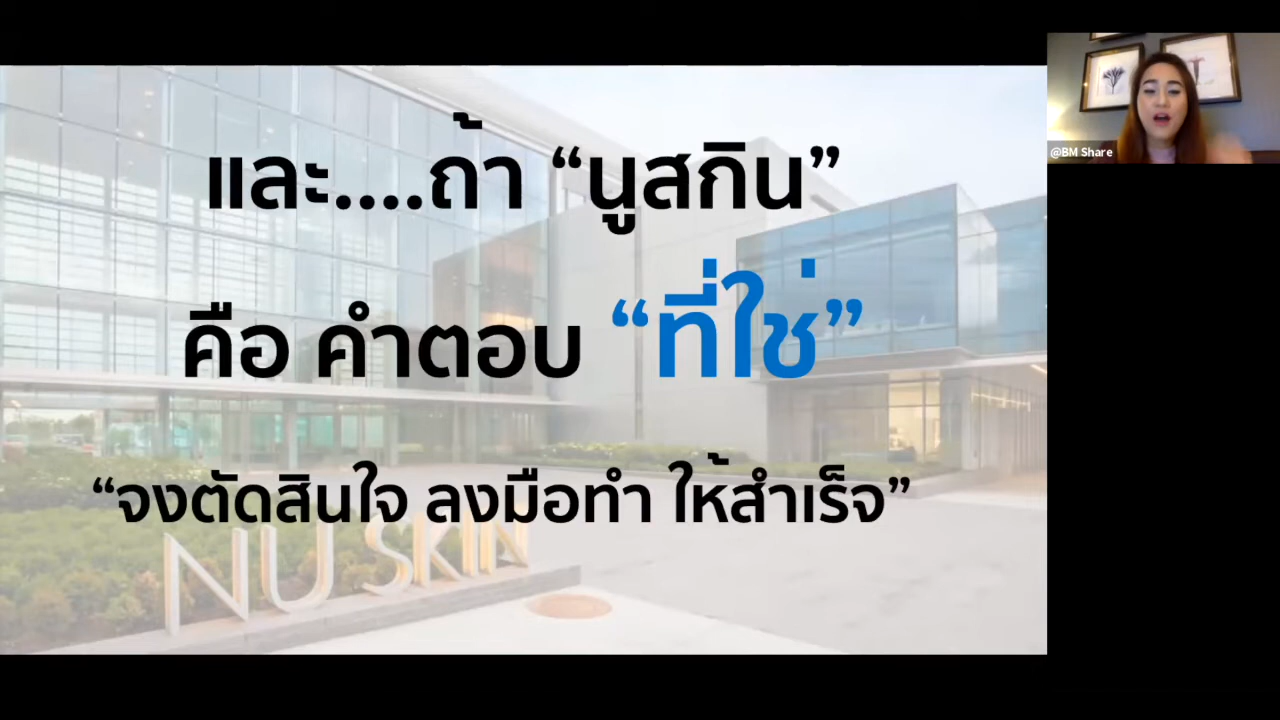 และ....ถ้า “นูสกิน”
คือ คำตอบ “ที่ใช่”
“จงตัดสินใจ ลงมือทำ ให้สำเร็จ”
NU SKIN
@BM Share